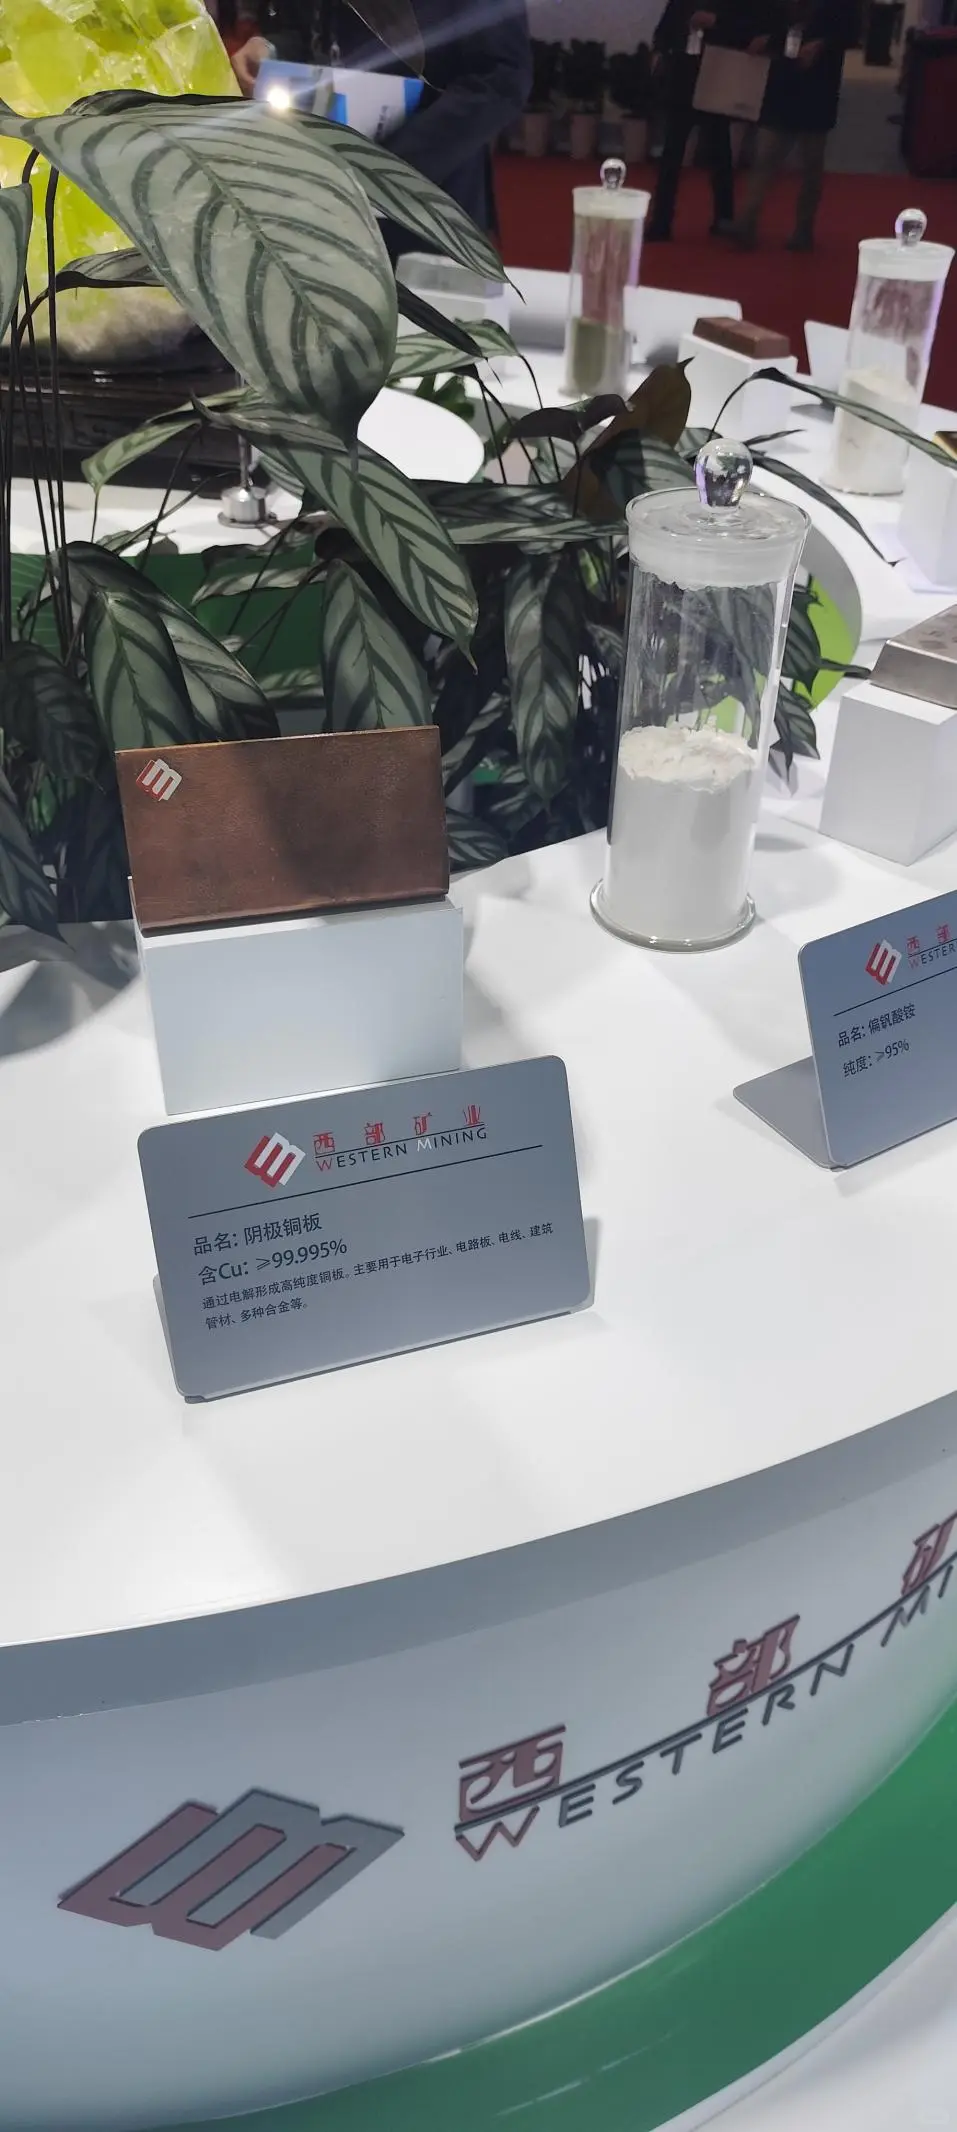 西部矿业
WESTERN MINING
品名：阴极铜板
含Cu：≥99.995%
通过电解形成高纯度铜板。主要用于电子行业、电路板、电线、建筑
管材、多种合金等。
西部
WESTER
品名：偏钒酸铵
纯度：≥95%
西部矿
WESTERN MI